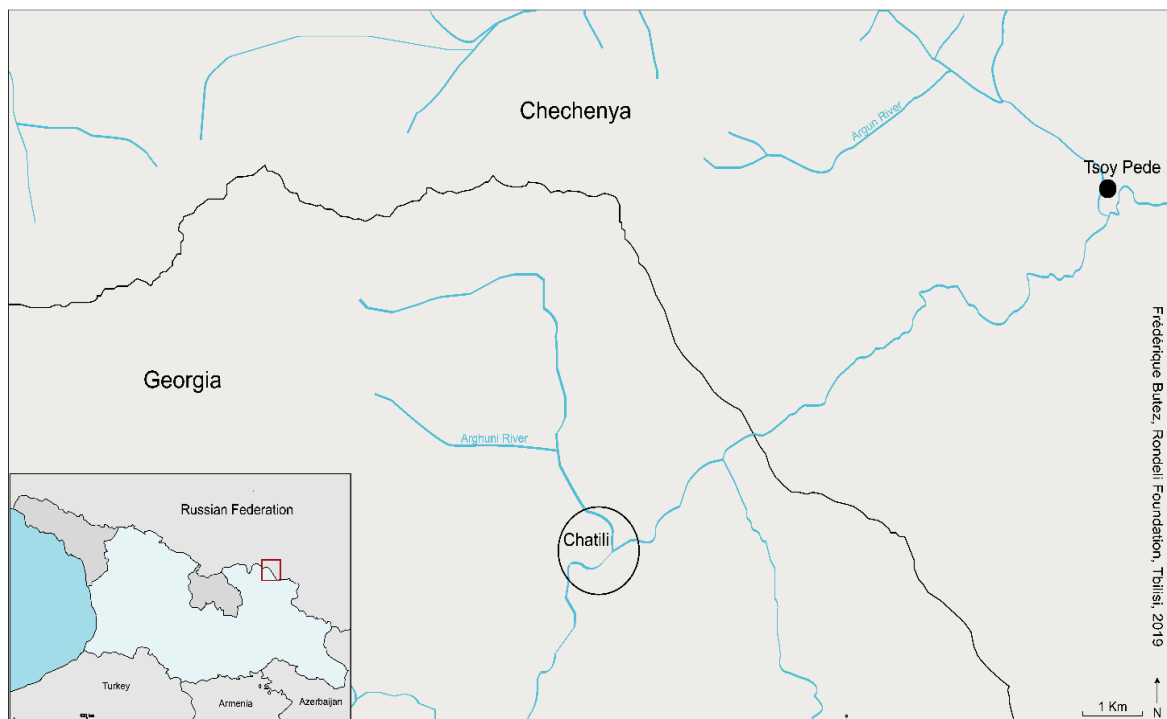 Chechenya
Argun River
Tsoy Pede
Georgia
Arghuni River
Chatili
Russian Federation
Turkey
Armenia
Azerbaijan
Frédérique Butez, Rondeli Foundation, Tbilisi, 2019
1 Km
N